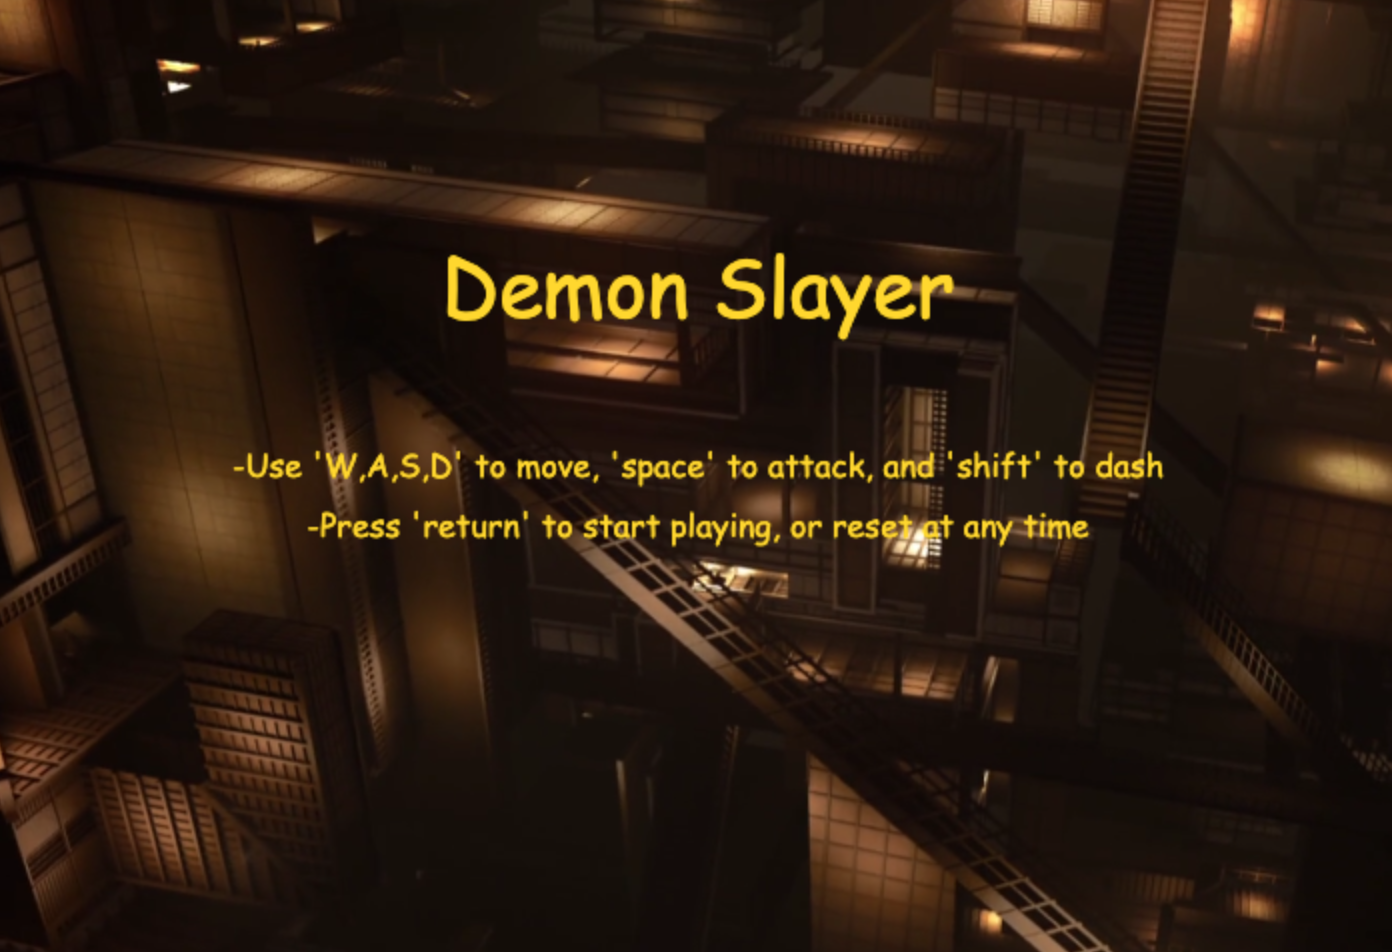 Demon Slayer
-Use 'W,A,S,D' to move, 'space' to attack, and 'shift' to dash
-Press 'return' to start playing, or reset at any time